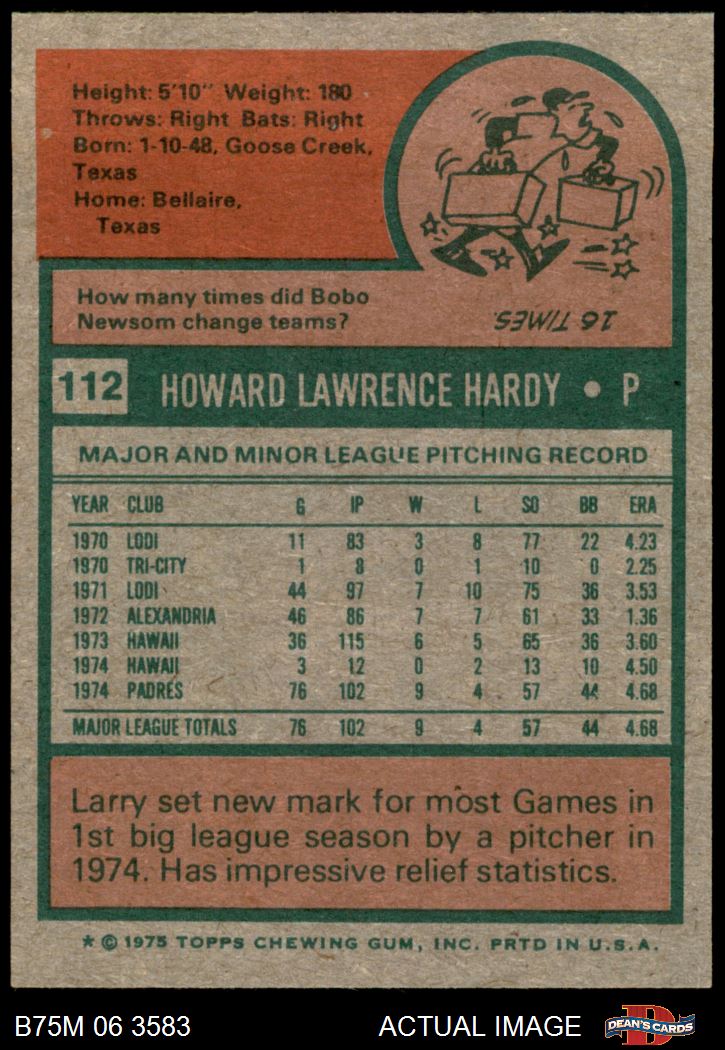 Height: 5'10" Weight: 180
Throws: Right Bats: Right
Born: 1-10-48, Goose Creek,
Texas
Home: Bellaire,
Texas
How many times did Bobo
Newsom change teams?
16 TIMES.
112 HOWARD LAWRENCE HARDY • P
MAJOR AND MINOR LEAGUE PITCHING RECORD
YEAR CLUB G IP W L SO BB ERA
1970 LODI 11 83 3 8 77 22 4.23
1970 TRI-CITY 1 8 0 1 10 0 2.25
1971 LODI 44 97 7 10 75 36 3.53
1972 ALEXANDRIA 46 86 7 7 61 33 1.36
1973 HAWAII 36 115 6 5 65 36 3.60
1974 HAWAII 3 12 0 2 13 10 4.50
1974 PADRES 76 102 9 4 57 44 4.68
MAJOR LEAGUE TOTALS 76 102 9 4 57 44 4.68
Larry set new mark for most Games in
1st big league season by a pitcher in
1974. Has impressive relief statistics.
* © 1975 TOPPS CHEWING GUM, INC. PRTD IN U.S.A.
B75M 06 3583 ACTUAL IMAGE D DEAN'S CARDS